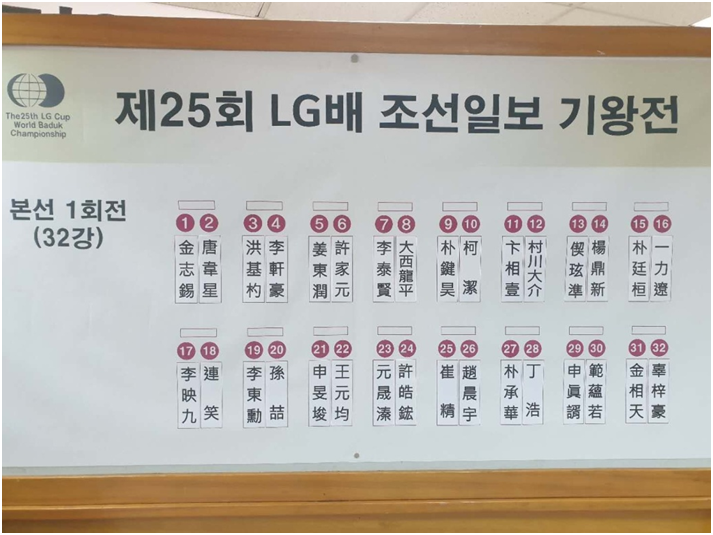 The25th LG Cup
World Baduk
Championship
제25회 LG배 조선일보 기왕전
본선 1회전
(32강)
1 2 3 4 5 6 7 8 9 10 11 12 13 14 15 16
金志錫
唐韋星
洪基杓
李軒豪
姜東潤
許家元
李泰賢
大西龍平
朴鍵昊
柯潔
卞相壹
村川大介
偰玹準
楊鼎新
朴廷桓
一力遼
17 18 19 20 21 22 23 24 25 26 27 28 29 30 31 32
李映九
連笑
李東勳
孫喆
申旻埈
王元均
元晟溱
許皓鋐
崔精
趙晨宇
朴承華
丁浩
申眞諝
範蘊若
金相天
辜梓豪